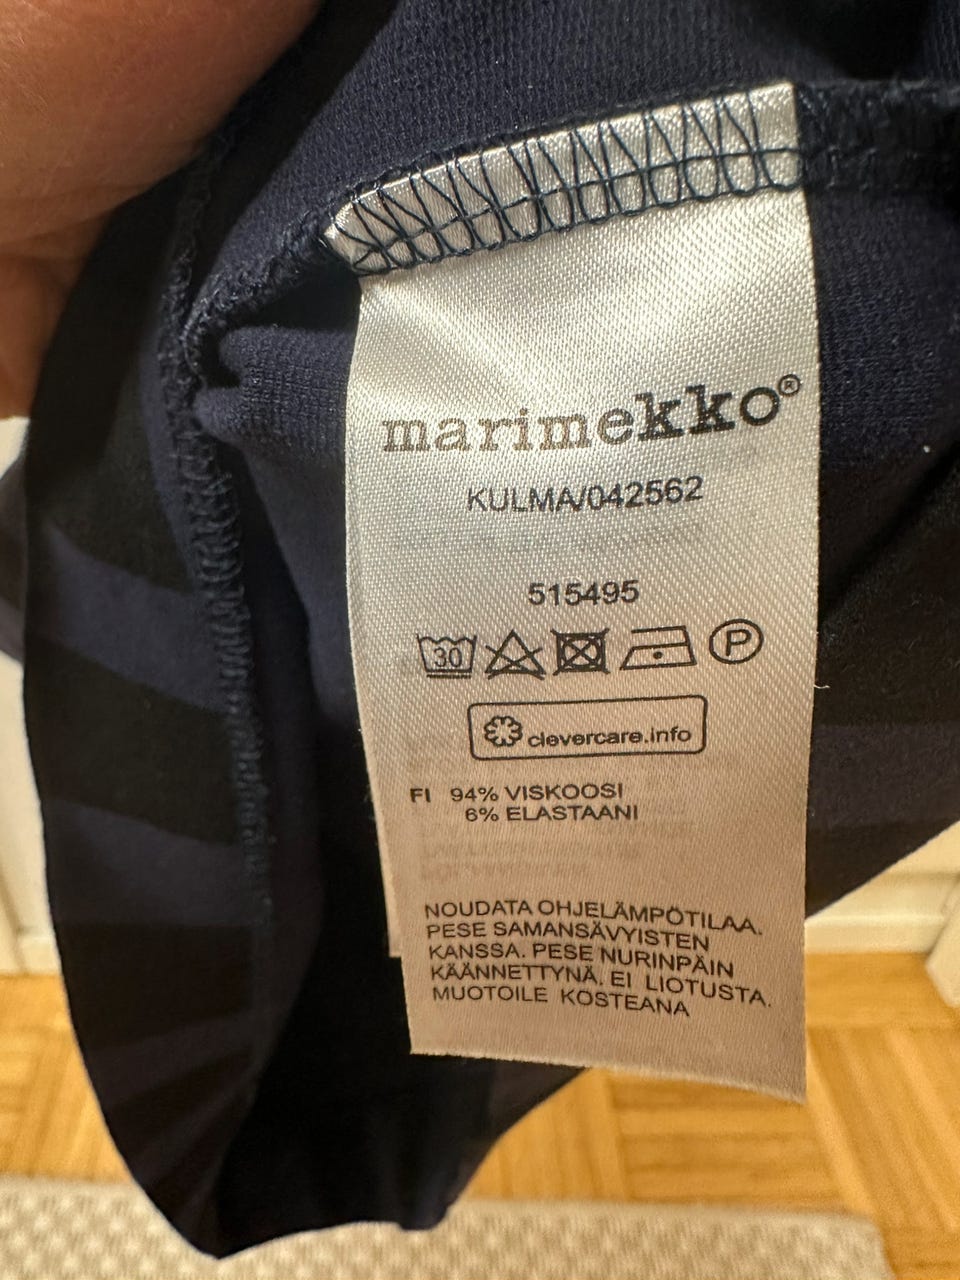 marimekko®
KULMA/042562
515495
30 P
clevercare.info
FI 94% VISKOOSI
6% ELASTAANI
NOUDATA OHJELÄMPÖTILAA.
PESE SAMANSÄVYISTEN
KANSSA. PESE NURINPÄIN
KÄÄNNETTYNÄ. EI LIOTUSTA.
MUOTOILE KOSTEANA